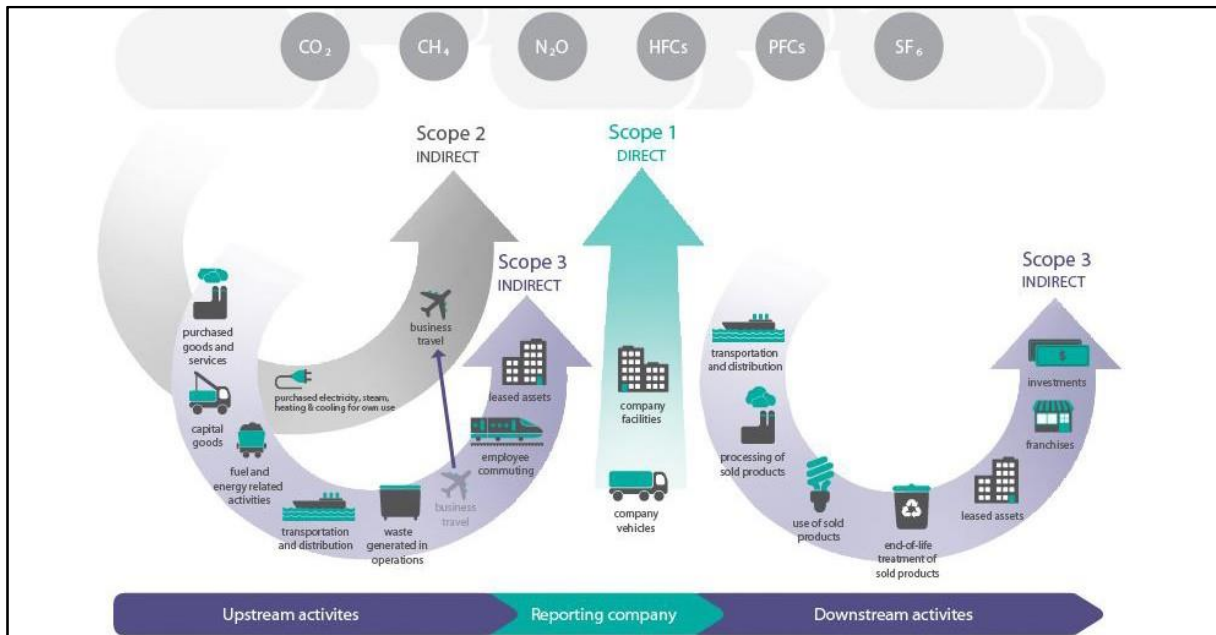 CO₂
CH₄
N₂O
HFCs
PFCs
SF₆
Scope 2
INDIRECT
Scope 1
DIRECT
Scope 3
INDIRECT
Scope 3
INDIRECT
purchased
goods and
services
capital
goods
fuel and
energy related
activities
purchased electricity, steam,
heating & cooling for own use
transportation
and distribution
waste
generated in
operations
business
travel
business
travel
employee
commuting
leased assets
company
facilities
company
vehicles
transportation
and distribution
processing of
sold products
use of sold
products
end-of-life
treatment of
sold products
leased assets
franchises
$
investments
Upstream activites
Reporting company
Downstream activites